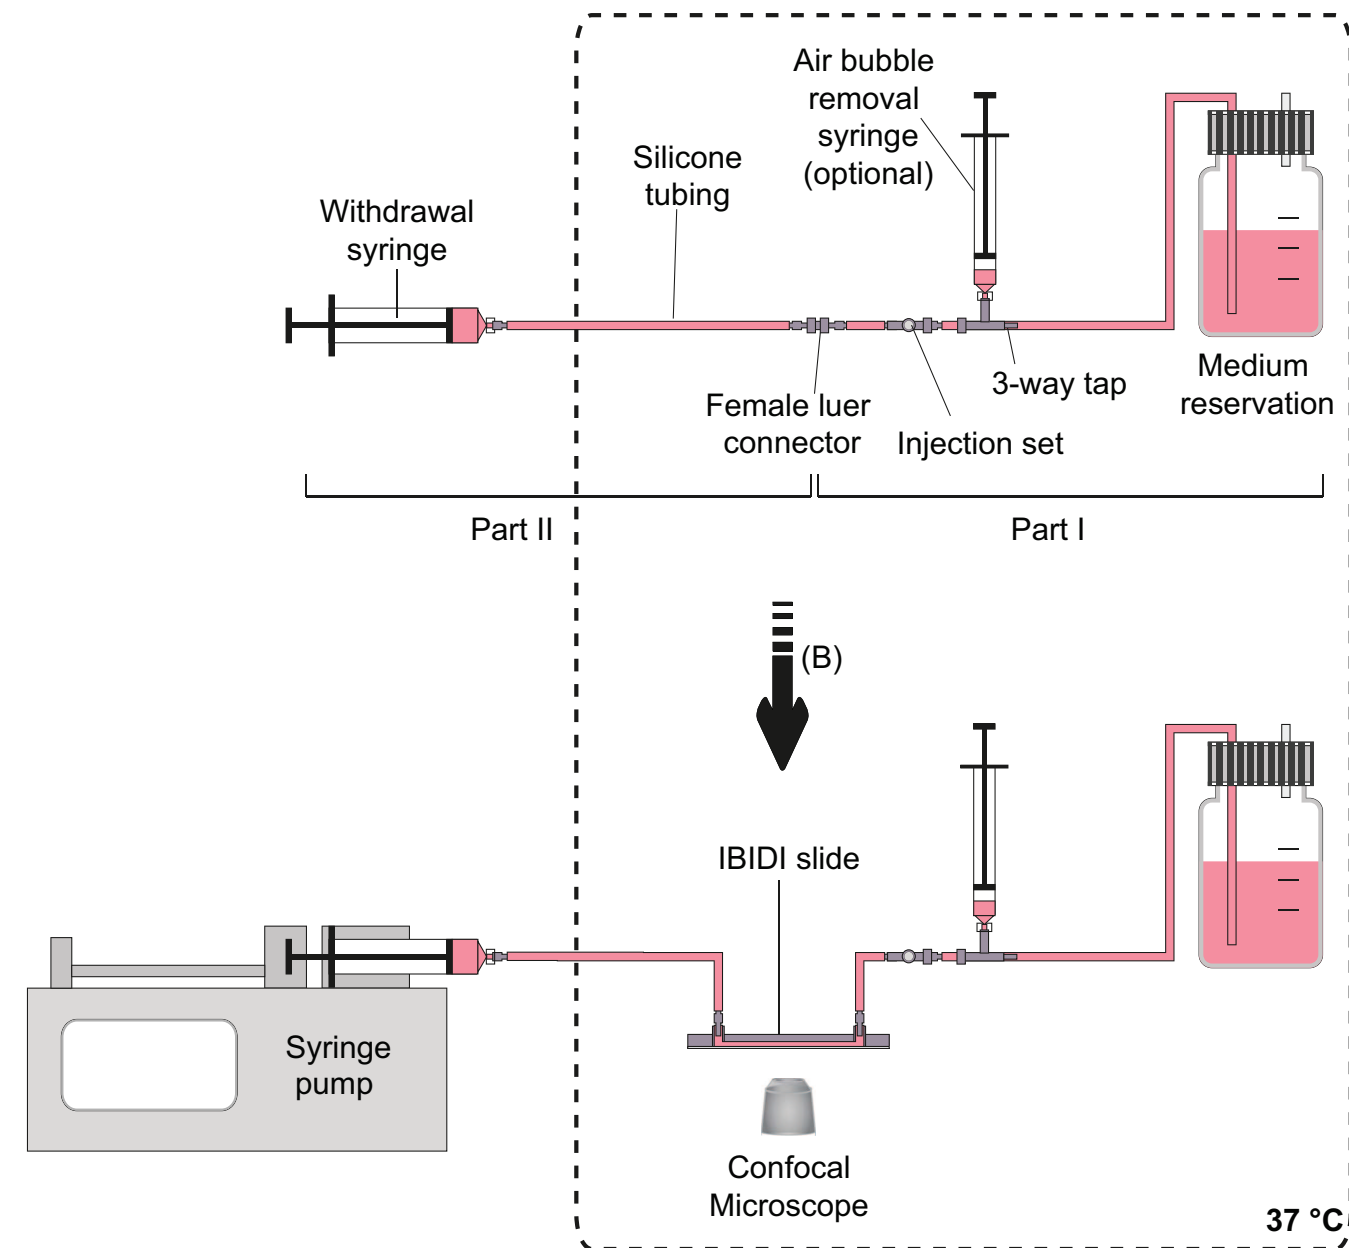 Air bubble
removal
syringe
(optional)
Silicone
tubing
Withdrawal
syringe
3-way tap
Medium
reservation
Female luer
connector
Injection set
Part II
Part I
(B)
IBIDI slide
Syringe
pump
Confocal
Microscope
37 °C